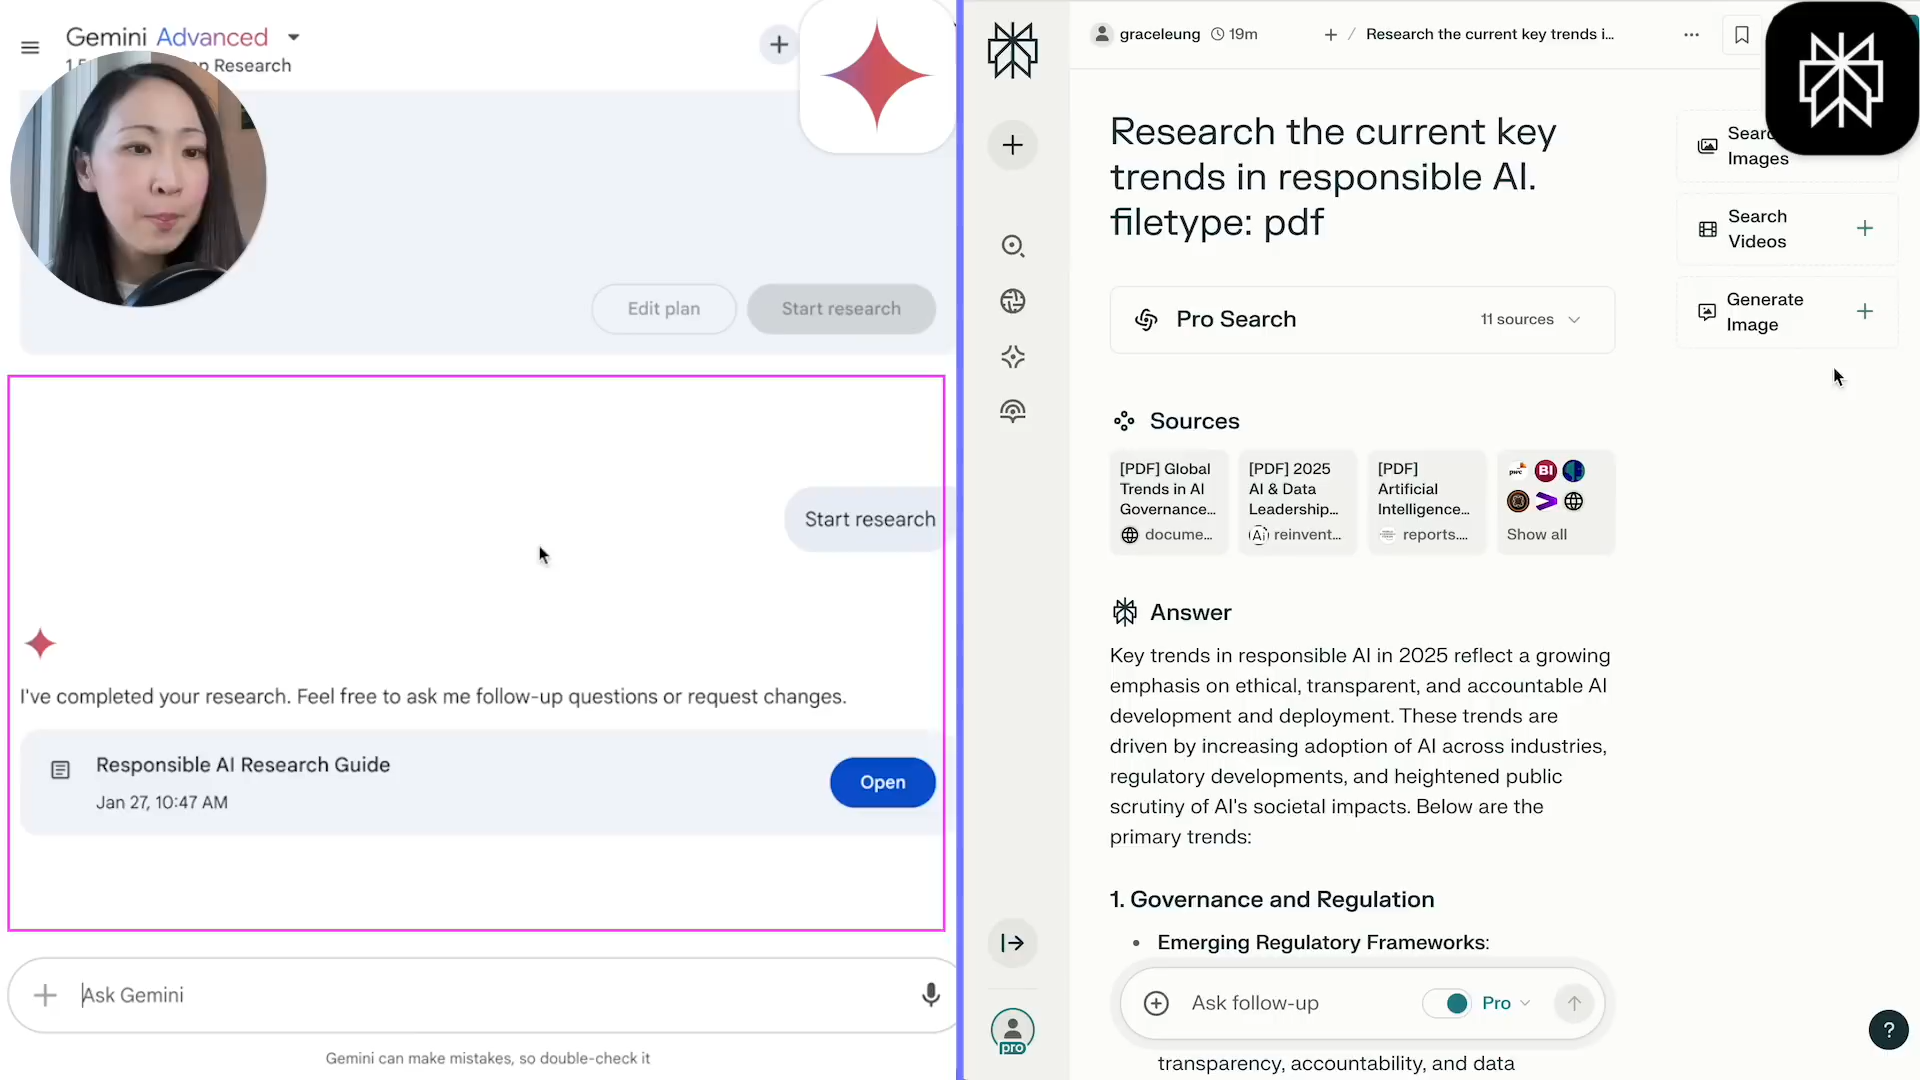 Gemini Advanced
Research
Edit plan
Start research
Start research
I've completed your research. Feel free to ask me follow-up questions or request changes.
Responsible AI Research Guide
Jan 27, 10:47 AM
Open
Ask Gemini
Gemini can make mistakes, so double-check it
graceleung
19m
/ Research the current key trends i...
Research the current key
trends in responsible AI.
filetype: pdf
Pro Search
11 sources
Sources
[PDF] Global
Trends in AI
Governance...
docume...
[PDF] 2025
AI & Data
Leadership...
Ai
reinvent...
[PDF]
Artificial
Intelligence...
reports....
pwc
BI
Show all
Answer
Key trends in responsible AI in 2025 reflect a growing
emphasis on ethical, transparent, and accountable AI
development and deployment. These trends are
driven by increasing adoption of AI across industries,
regulatory developments, and heightened public
scrutiny of AI's societal impacts. Below are the
primary trends:
1. Governance and Regulation
• Emerging Regulatory Frameworks:
Ask follow-up
Pro
transparency, accountability, and data
pro
Images
Search
Videos
Generate
Image
?